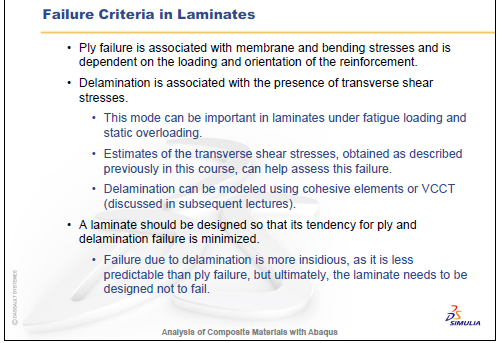 Failure Criteria in Laminates
• Ply failure is associated with membrane and bending stresses and is
dependent on the loading and orientation of the reinforcement.
• Delamination is associated with the presence of transverse shear
stresses.
• This mode can be important in laminates under fatigue loading and
static overloading.
• Estimates of the transverse shear stresses, obtained as described
previously in this course, can help assess this failure.
• Delamination can be modeled using cohesive elements or VCCT
(discussed in subsequent lectures).
• A laminate should be designed so that its tendency for ply and
delamination failure is minimized.
• Failure due to delamination is more insidious, as it is less
predictable than ply failure, but ultimately, the laminate needs to be
designed not to fail.
© DASSAULT SYSTEMES
Analysis of Composite Materials with Abaqus
SIMULIA